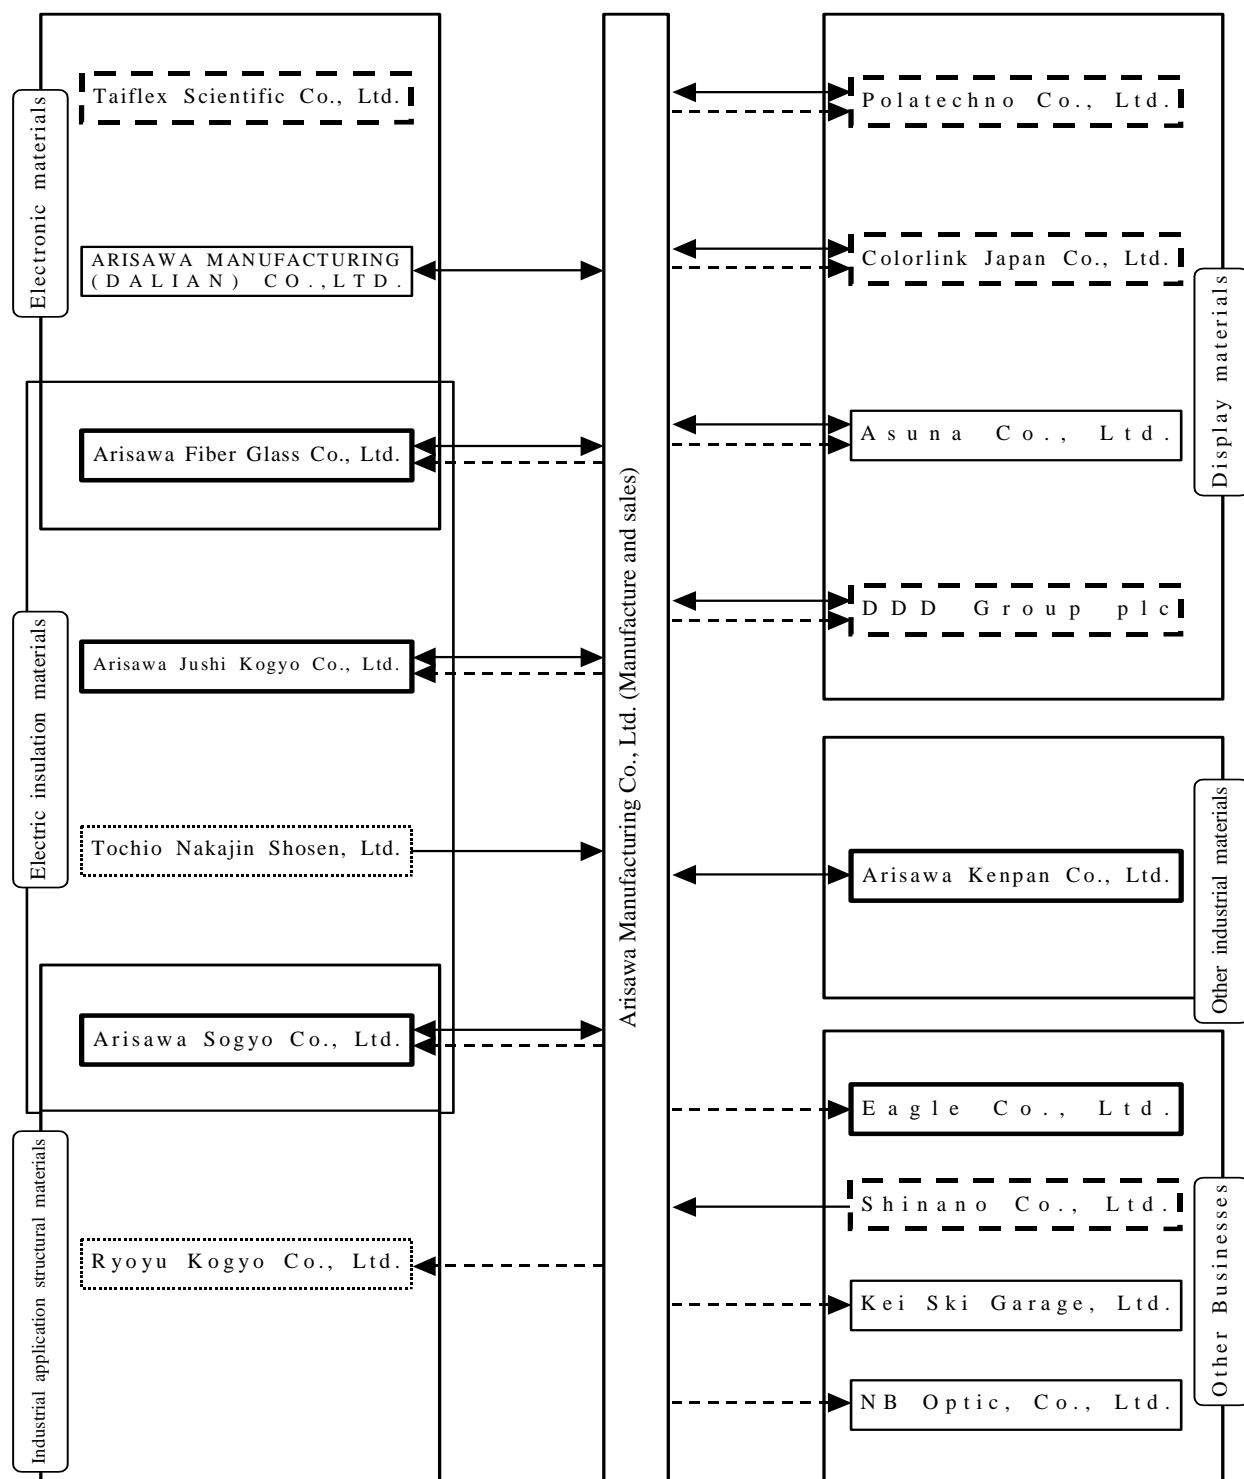 Electronic materials
Taiflex Scientific Co., Ltd.
ARISAWA MANUFACTURING
(DALIAN) CO.,LTD.
Arisawa Fiber Glass Co., Ltd.
Electric insulation materials
Arisawa Jushi Kogyo Co., Ltd.
Tochio Nakajin Shosen, Ltd.
Arisawa Sogyo Co., Ltd.
Industrial application structural materials
Ryoyu Kogyo Co., Ltd.
Arisawa Manufacturing Co., Ltd. (Manufacture and sales)
Polatechno Co., Ltd.
Colorlink Japan Co., Ltd.
Display materials
Asuna Co., Ltd.
DDD Group plc
Other industrial materials
Arisawa Kenpan Co., Ltd.
Eagle Co., Ltd.
Shinano Co., Ltd.
Other Businesses
Kei Ski Garage, Ltd.
NB Optic, Co., Ltd.